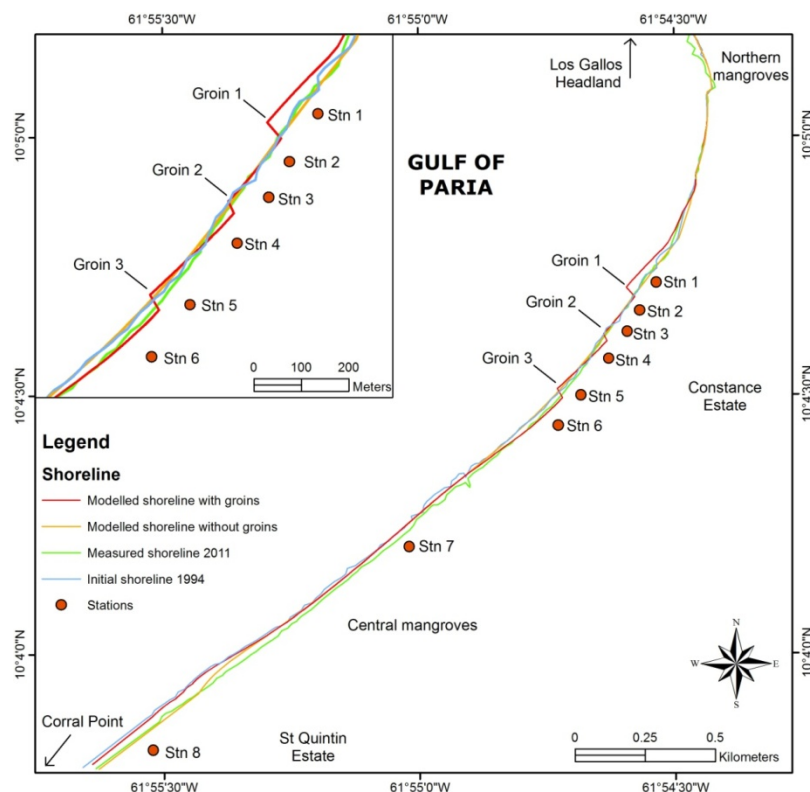 61°55'30"W
61°55'0"W
61°54'30"W
Los Gallos
Headland
Northern
mangroves
10°5'0"N
10°5'0"N
Groin 1
Stn 1
Groin 2
Stn 2
Stn 3
Stn 4
Groin 3
Stn 5
Stn 6
0 100 200
Meters
GULF OF
PARIA
Groin 1
Stn 1
Groin 2
Stn 2
Stn 3
Groin 3
Stn 4
Stn 5
Stn 6
Constance
Estate
10°4'30"N
10°4'30"N
Legend
Shoreline
Modelled shoreline with groins
Modelled shoreline without groins
Measured shoreline 2011
Initial shoreline 1994
Stations
Stn 7
Central mangroves
10°4'0"N
10°4'0"N
N
W E
S
Corral Point
Stn 8
St Quintin
Estate
0 0.25 0.5
Kilometers
61°55'30"W
61°55'0"W
61°54'30"W